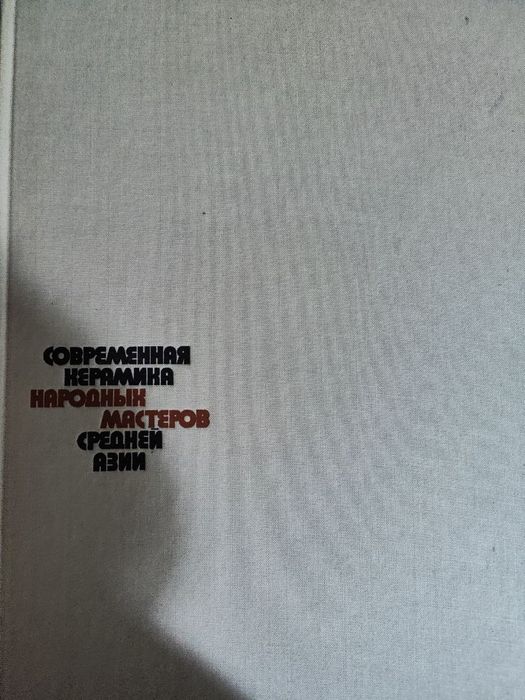 СОВРЕМЕННАЯ
КЕРАМИКА
НАРОДНЫХ
МАСТЕРОВ
СРЕДНЕЙ
АЗИИ